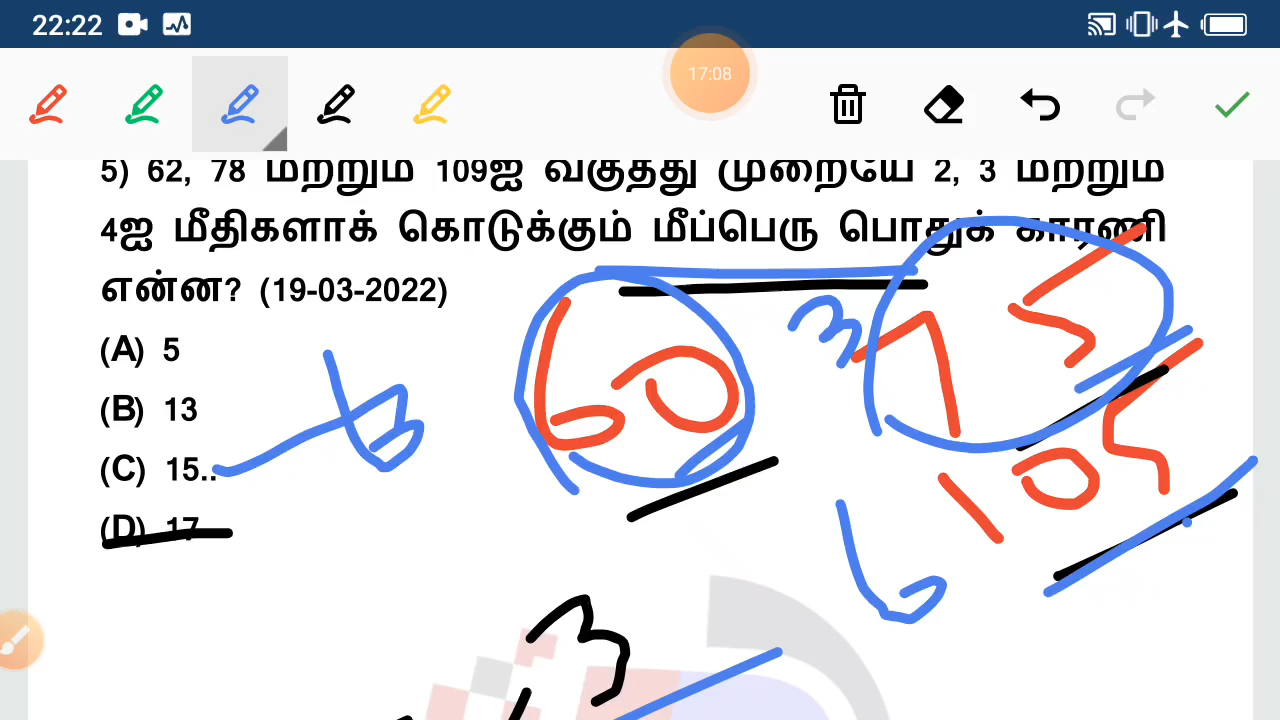 22:22
17:08
5) 62, 78 மற்றும் 109ஐ வகுத்து முறையே 2, 3 மற்றும்
4ஐ மீதிகளாக் கொடுக்கும் மீப்பெரு பொதுக் காரணி
என்ன? (19-03-2022)
(A) 5
(B) 13
(C) 15..
(D) 17
60
75
105
3